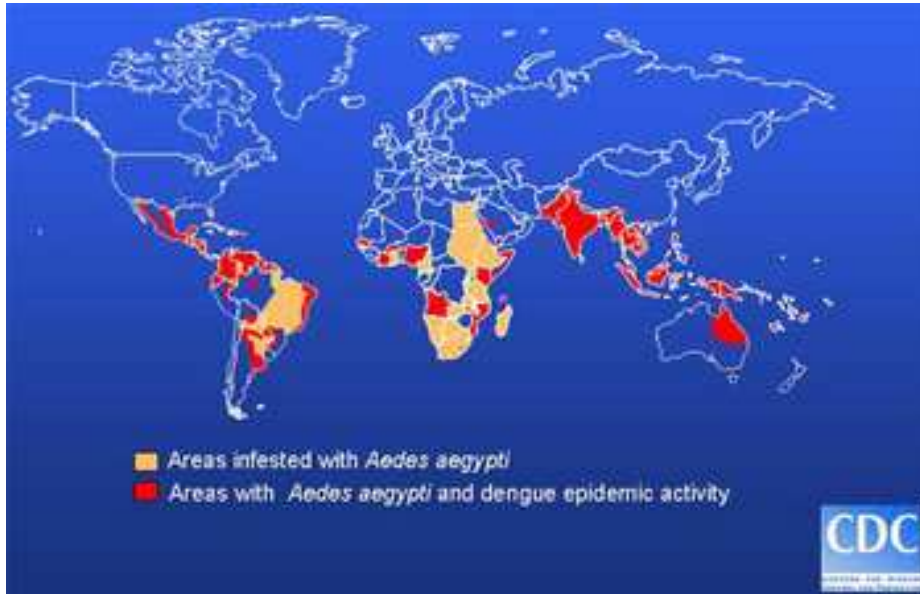 Areas infested with Aedes aegypti
Areas with Aedes aegypti and dengue epidemic activity
CDC